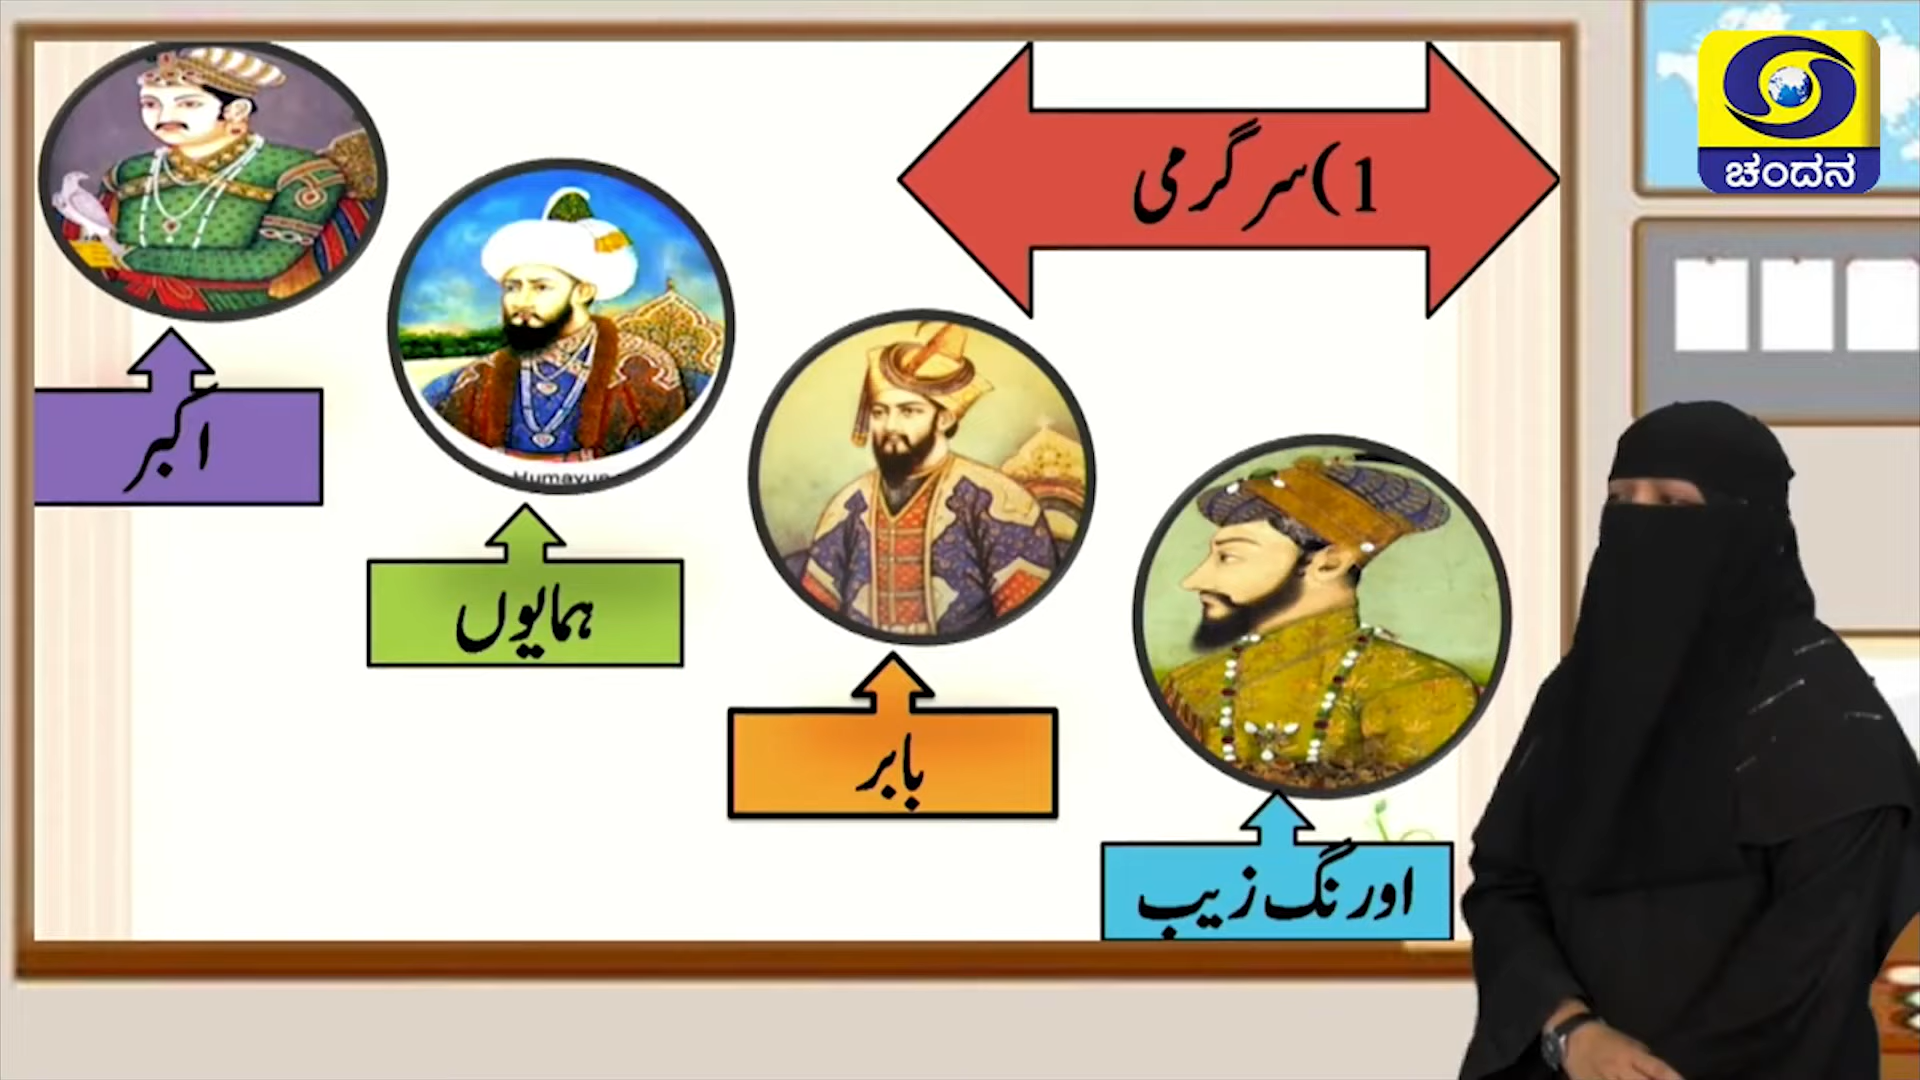 1) سرگرمی
ಚಂದನ
اکبر
Humayun
ہمایوں
بابر
اورنگ زیب